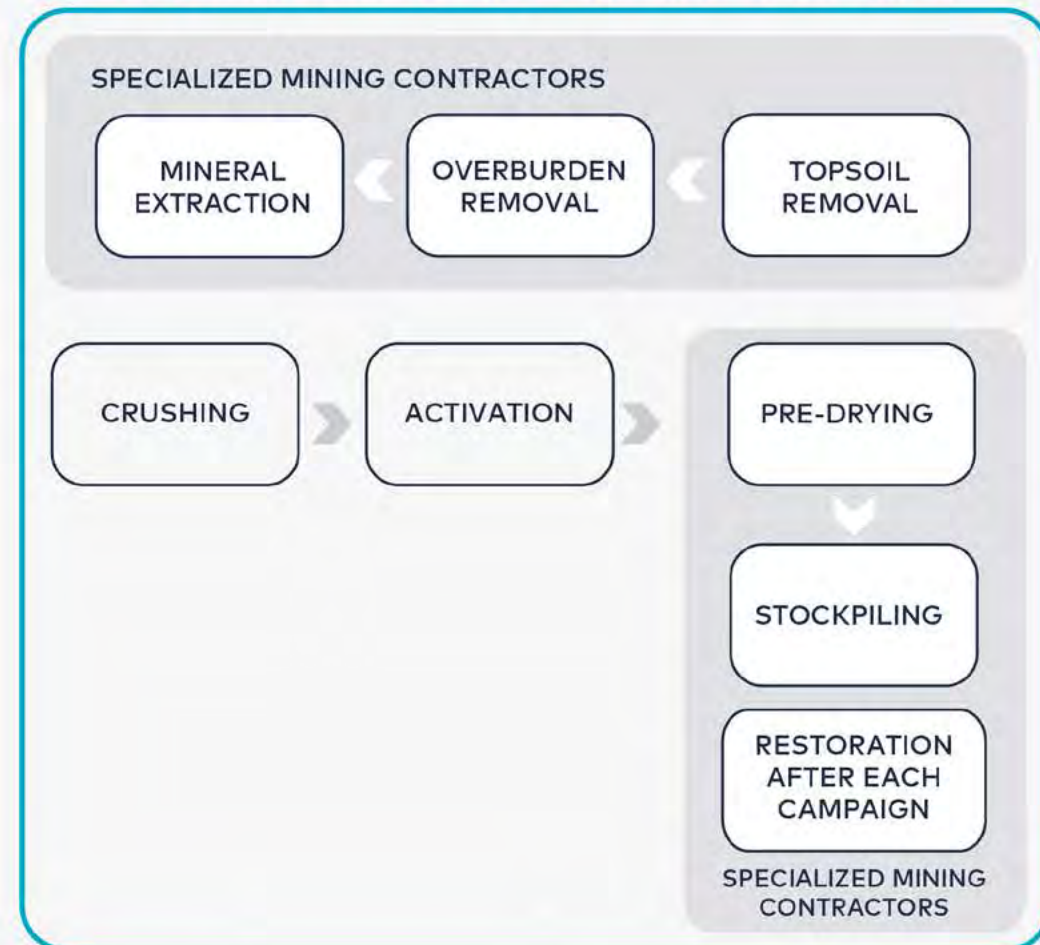 SPECIALIZED MINING CONTRACTORS
MINERAL
EXTRACTION
OVERBURDEN
REMOVAL
TOPSOIL
REMOVAL
CRUSHING
ACTIVATION
PRE-DRYING
STOCKPILING
RESTORATION
AFTER EACH
CAMPAIGN
SPECIALIZED MINING
CONTRACTORS